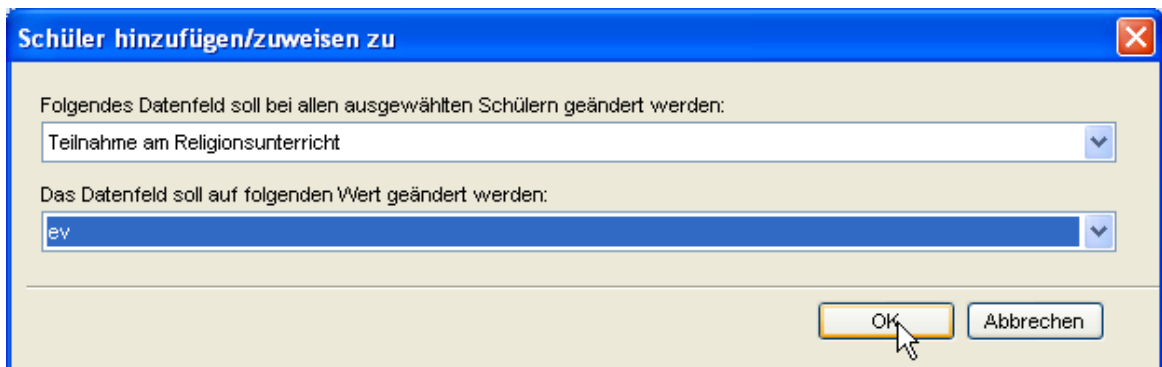 Schüler hinzufügen/zuweisen zu
Folgendes Datenfeld soll bei allen ausgewählten Schülern geändert werden:
Teilnahme am Religionsunterricht
Das Datenfeld soll auf folgenden Wert geändert werden:
ev
OK Abbrechen